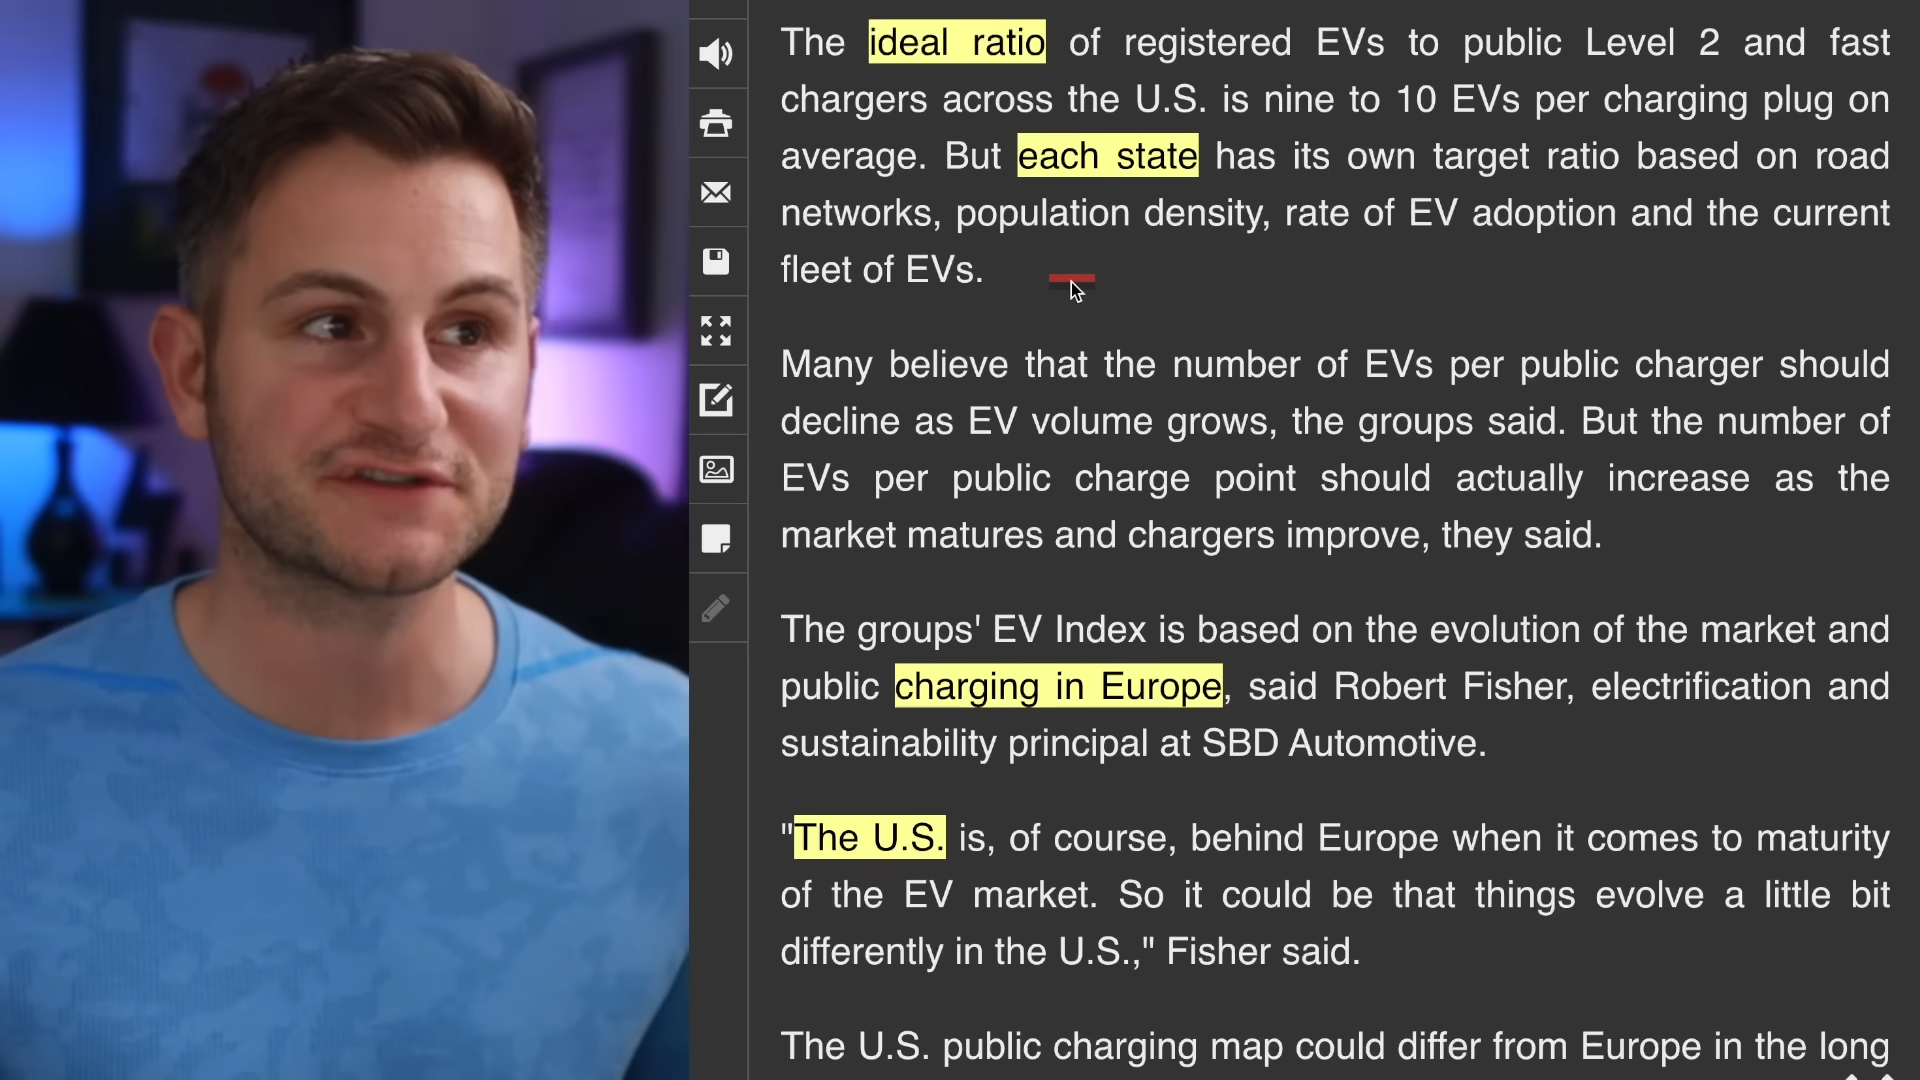 The ideal ratio of registered EVs to public Level 2 and fast
chargers across the U.S. is nine to 10 EVs per charging plug on
average. But each state has its own target ratio based on road
networks, population density, rate of EV adoption and the current
fleet of EVs.
Many believe that the number of EVs per public charger should
decline as EV volume grows, the groups said. But the number of
EVs per public charge point should actually increase as the
market matures and chargers improve, they said.
The groups' EV Index is based on the evolution of the market and
public charging in Europe, said Robert Fisher, electrification and
sustainability principal at SBD Automotive.
"The U.S. is, of course, behind Europe when it comes to maturity
of the EV market. So it could be that things evolve a little bit
differently in the U.S.," Fisher said.
The U.S. public charging map could differ from Europe in the long